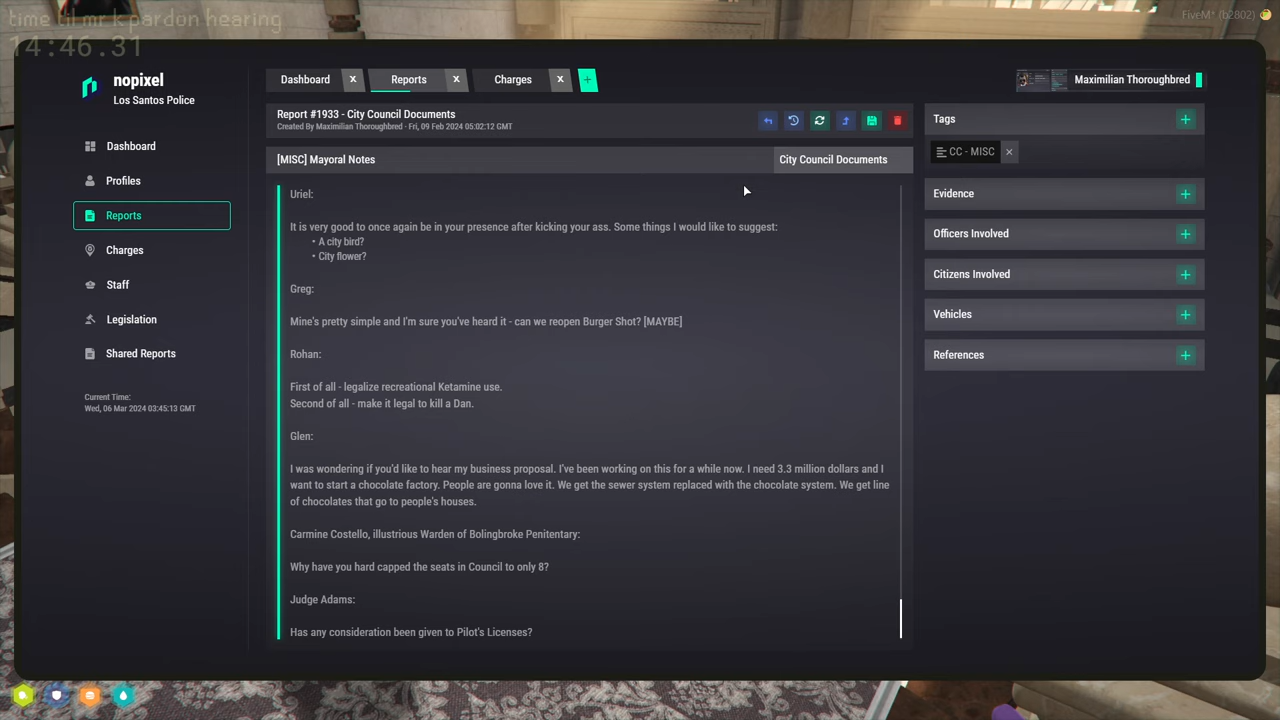 time til mr k pardon hearing
14:46.31
FiveM* (b2802)
nopixel
Los Santos Police
Dashboard
Reports
Charges
Maximilian Thoroughbred
Report #1933 - City Council Documents
Created By Maximilian Thoroughbred · Fri, 09 Feb 2024 05:02:12 GMT
[MISC] Mayoral Notes
City Council Documents
Dashboard
Profiles
Reports
Charges
Staff
Legislation
Shared Reports
Current Time:
Wed, 06 Mar 2024 03:45:13 GMT
Uriel:
It is very good to once again be in your presence after kicking your ass. Some things I would like to suggest:
• A city bird?
• City flower?
Greg:
Mine's pretty simple and I'm sure you've heard it - can we reopen Burger Shot? [MAYBE]
Rohan:
First of all - legalize recreational Ketamine use.
Second of all - make it legal to kill a Dan.
Glen:
I was wondering if you'd like to hear my business proposal. I've been working on this for a while now. I need 3.3 million dollars and I
want to start a chocolate factory. People are gonna love it. We get the sewer system replaced with the chocolate system. We get line
of chocolates that go to people's houses.
Carmine Costello, illustrious Warden of Bolingbroke Penitentary:
Why have you hard capped the seats in Council to only 8?
Judge Adams:
Has any consideration been given to Pilot's Licenses?
Tags
CC - MISC
Evidence
Officers Involved
Citizens Involved
Vehicles
References